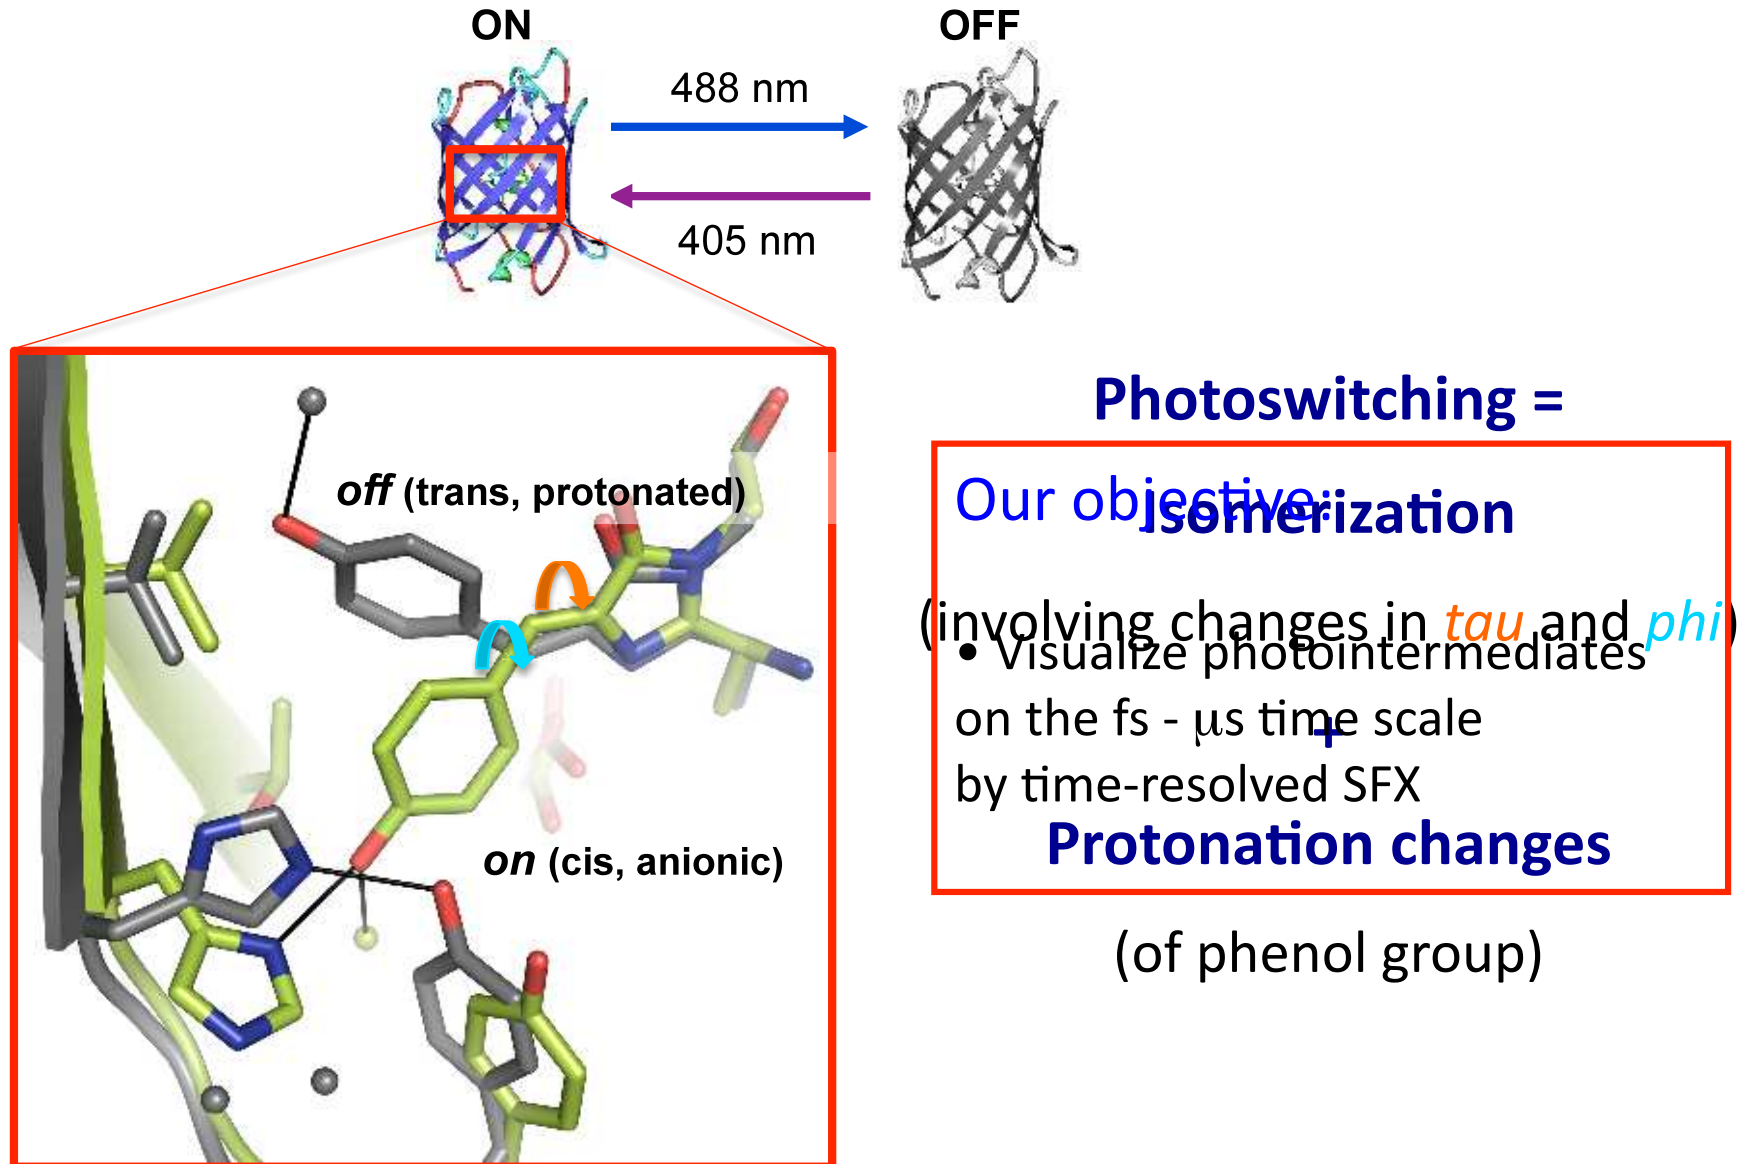 ON
OFF
488 nm
405 nm
off (trans, protonated)
on (cis, anionic)
Photoswitching =
Isomerization
(involving changes in tau and phi)
+
Protonation changes
(of phenol group)
Our objective:
• Visualize photointermediates
on the fs - μs time scale
by time-resolved SFX